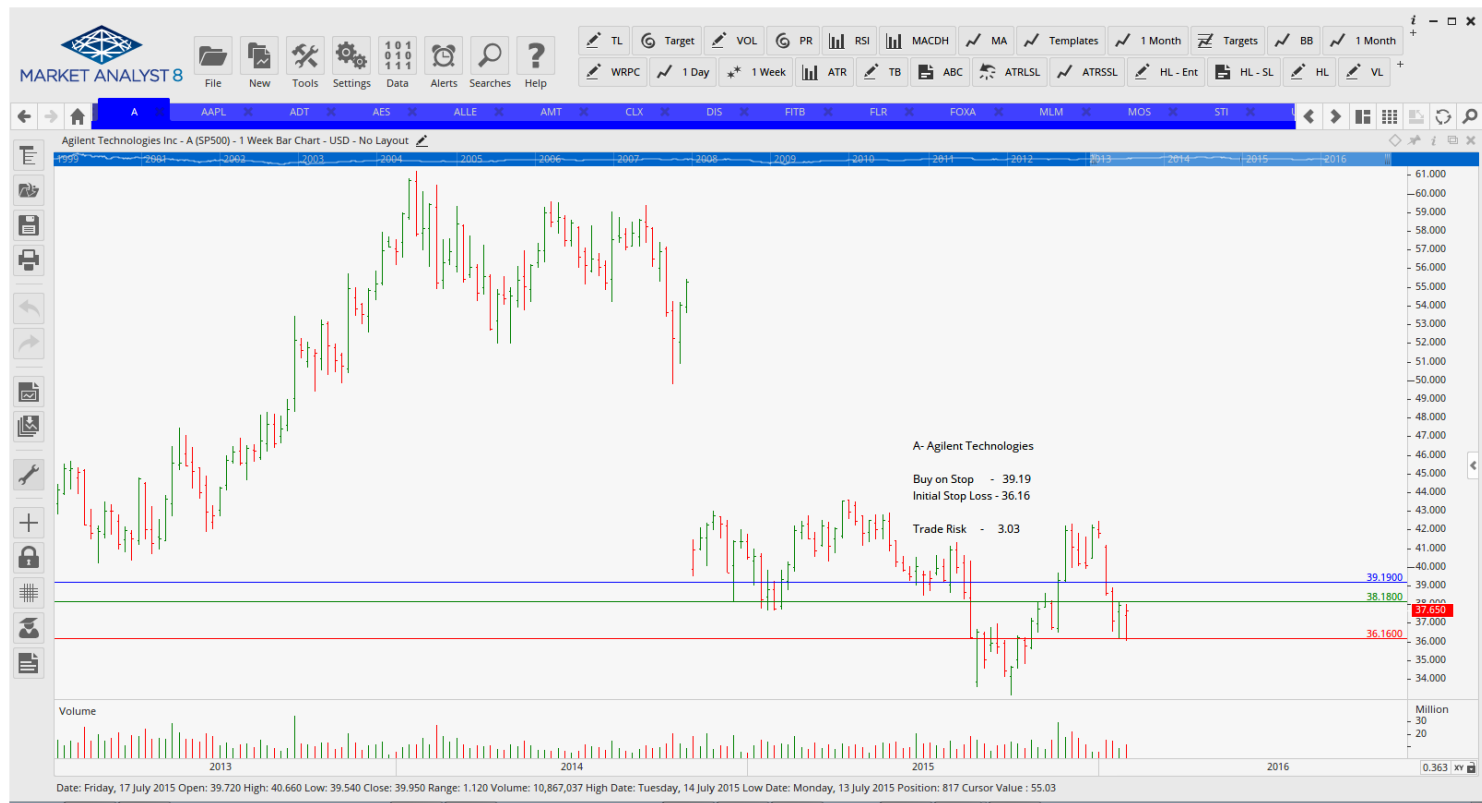 i
TL Target VOL PR RSI MACDH MA Templates 1 Month Targets BB 1 Month +
WRPC 1 Day 1 Week ATR TB ABC ATRLSL ATRSSL HL - Ent HL - SL HL VL +
MARKET ANALYST 8
File New Tools Settings Data Alerts Searches Help
A AAPL ADT AES ALLE AMT CLX DIS FITB FLR FOXA MLM MOS STI
Agilent Technologies Inc - A (SP500) - 1 Week Bar Chart - USD - No Layout
1999 2001 2002 2003 2004 2005 2006 2007 2008 2009 2010 2011 2012 2013 2014 2015 2016
61.000
60.000
59.000
58.000
57.000
56.000
55.000
54.000
53.000
52.000
51.000
50.000
49.000
48.000
47.000
46.000
45.000
44.000
43.000
42.000
41.000
40.000
39.000
38.000
37.650
37.000
36.000
35.000
34.000
A- Agilent Technologies
Buy on Stop - 39.19
Initial Stop Loss - 36.16
Trade Risk - 3.03
39.1900
38.1800
36.1600
Volume
Million
30
20
2013 2014 2015 2016
0.363 XY
Date: Friday, 17 July 2015 Open: 39.720 High: 40.660 Low: 39.540 Close: 39.950 Range: 1.120 Volume: 10,867,037 High Date: Tuesday, 14 July 2015 Low Date: Monday, 13 July 2015 Position: 817 Cursor Value : 55.03